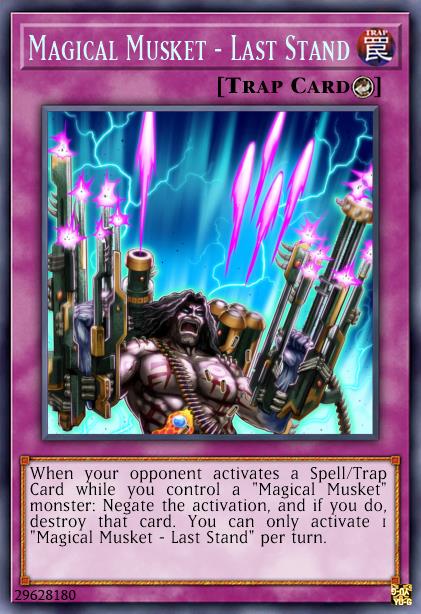 MAGICAL MUSKET - LAST STAND
TRAP
罠
[TRAP CARD]
When your opponent activates a Spell/Trap
Card while you control a "Magical Musket"
monster: Negate the activation, and if you do,
destroy that card. You can only activate 1
"Magical Musket - Last Stand" per turn.
29628180